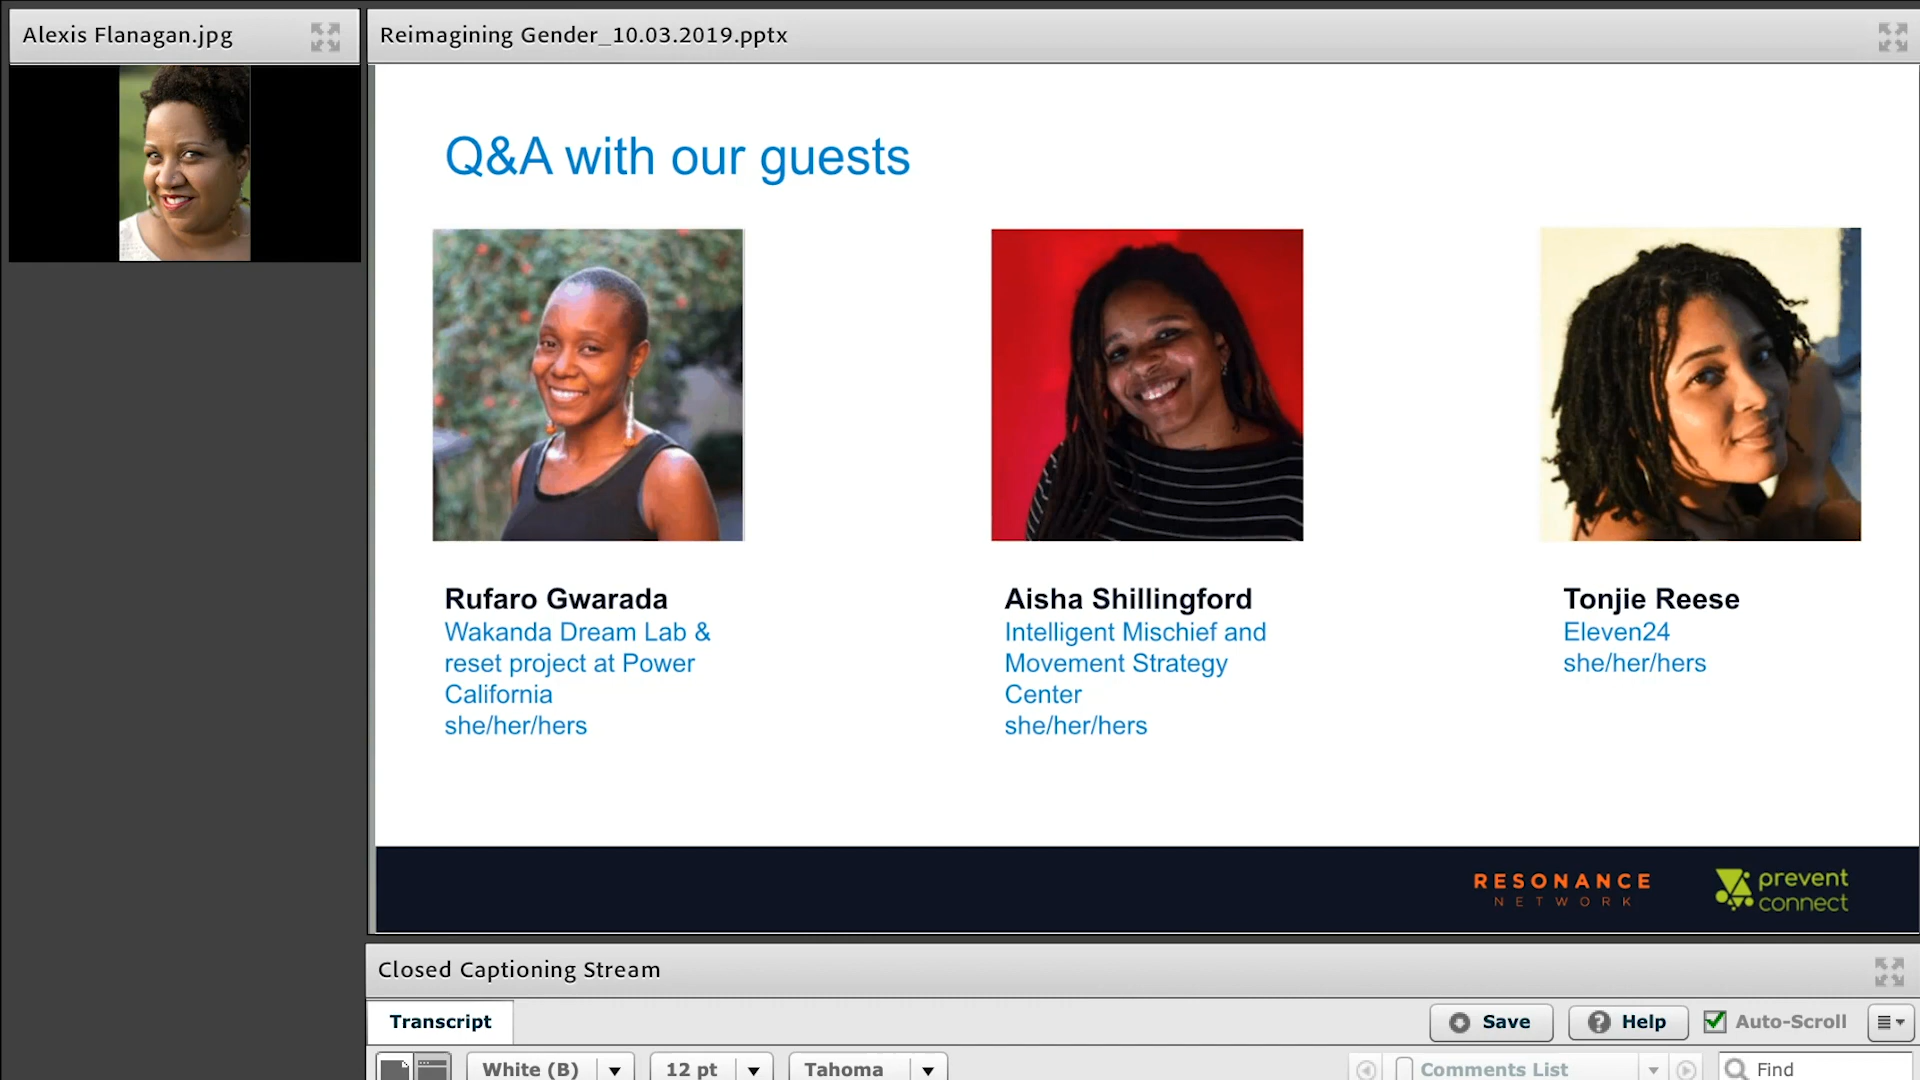 Alexis Flanagan.jpg
Reimagining Gender_10.03.2019.pptx
Q&A with our guests
Rufaro Gwarada
Wakanda Dream Lab &
reset project at Power
California
she/her/hers
Aisha Shillingford
Intelligent Mischief and
Movement Strategy
Center
she/her/hers
Tonjie Reese
Eleven24
she/her/hers
RESONANCE
NETWORK
prevent
connect
Closed Captioning Stream
Transcript
Save
Help
Auto-Scroll
White (B)
12 pt
Tahoma
Comments List
Find